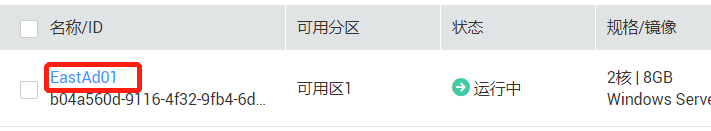 名称/ID 可用分区 状态 规格/镜像
EastAd01 可用区1 运行中 2核 | 8GB
b04a560d-9116-4f32-9fb4-6d... Windows Serve